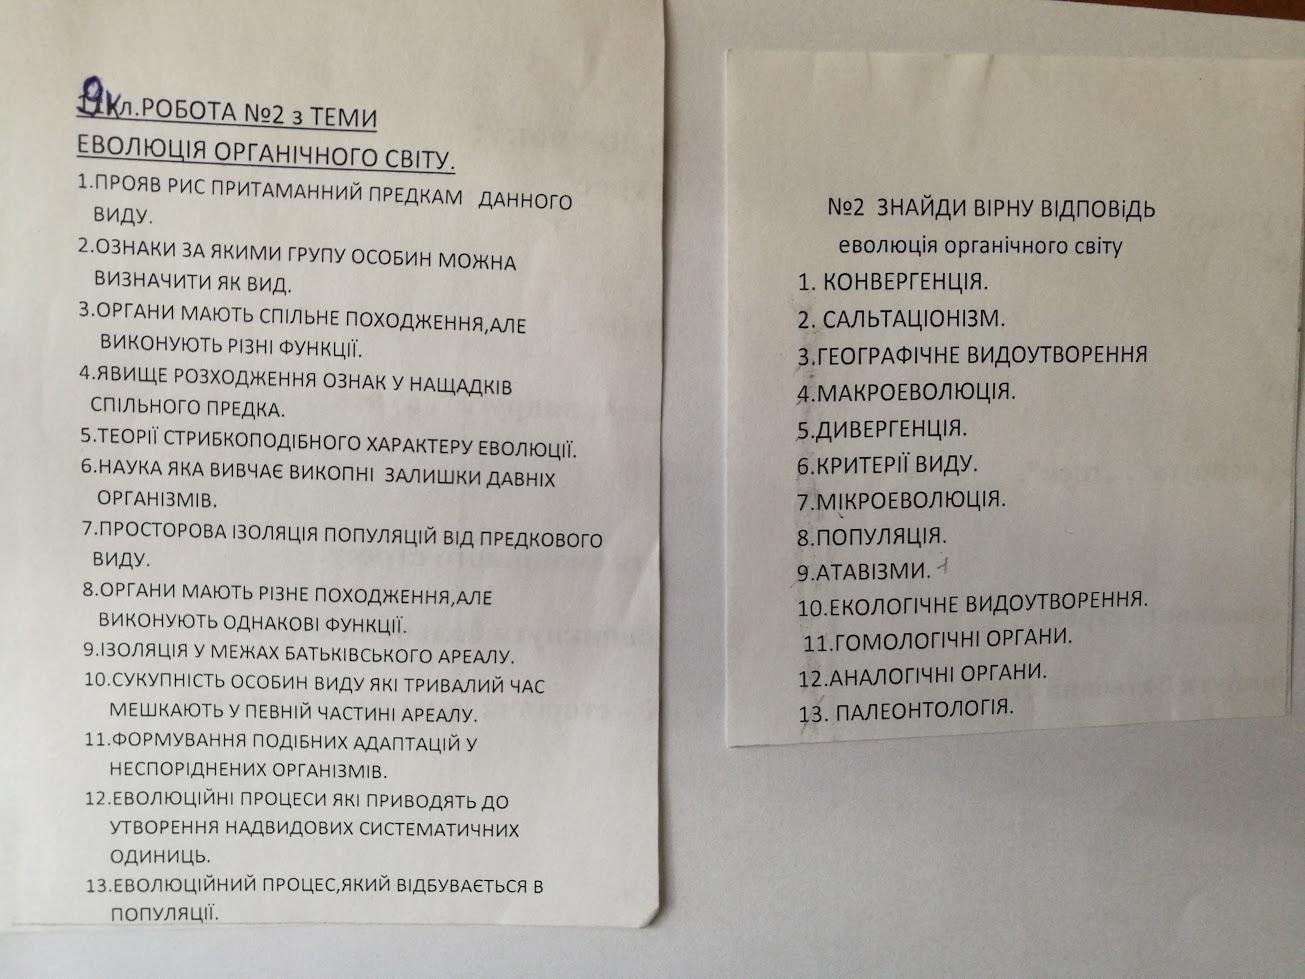 9кл.РОБОТА №2 з ТЕМИ
ЕВОЛЮЦІЯ ОРГАНІЧНОГО СВІТУ.
1.ПРОЯВ РИС ПРИТАМАННИЙ ПРЕДКАМ ДАННОГО
ВИДУ.
2.ОЗНАКИ ЗА ЯКИМИ ГРУПУ ОСОБИН МОЖНА
ВИЗНАЧИТИ ЯК ВИД.
3.ОРГАНИ МАЮТЬ СПІЛЬНЕ ПОХОДЖЕННЯ,АЛЕ
ВИКОНУЮТЬ РІЗНІ ФУНКЦІЇ.
4.ЯВИЩЕ РОЗХОДЖЕННЯ ОЗНАК У НАЩАДКІВ
СПІЛЬНОГО ПРЕДКА.
5.ТЕОРІЇ СТРИБКОПОДІБНОГО ХАРАКТЕРУ ЕВОЛЮЦІЇ.
6.НАУКА ЯКА ВИВЧАЄ ВИКОПНІ ЗАЛИШКИ ДАВНІХ
ОРГАНІЗМІВ.
7.ПРОСТОРОВА ІЗОЛЯЦІЯ ПОПУЛЯЦІЙ ВІД ПРЕДКОВОГО
ВИДУ.
8.ОРГАНИ МАЮТЬ РІЗНЕ ПОХОДЖЕННЯ,АЛЕ
ВИКОНУЮТЬ ОДНАКОВІ ФУНКЦІЇ.
9.ІЗОЛЯЦІЯ У МЕЖАХ БАТЬКІВСЬКОГО АРЕАЛУ.
10.СУКУПНІСТЬ ОСОБИН ВИДУ ЯКІ ТРИВАЛИЙ ЧАС
МЕШКАЮТЬ У ПЕВНІЙ ЧАСТИНІ АРЕАЛУ.
11.ФОРМУВАННЯ ПОДІБНИХ АДАПТАЦІЙ У
НЕСПОРІДНЕНИХ ОРГАНІЗМІВ.
12.ЕВОЛЮЦІЙНІ ПРОЦЕСИ ЯКІ ПРИВОДЯТЬ ДО
УТВОРЕННЯ НАДВИДОВИХ СИСТЕМАТИЧНИХ
ОДИНИЦЬ.
13.ЕВОЛЮЦІЙНИЙ ПРОЦЕС,ЯКИЙ ВІДБУВАЄТЬСЯ В
ПОПУЛЯЦІЇ.
№2 ЗНАЙДИ ВІРНУ ВІДПОВіДЬ
еволюція органічного світу
1. КОНВЕРГЕНЦІЯ.
2. САЛЬТАЦІОНІЗМ.
3.ГЕОГРАФІЧНЕ ВИДОУТВОРЕННЯ
4.МАКРОЕВОЛЮЦІЯ.
5.ДИВЕРГЕНЦІЯ.
6.КРИТЕРІЇ ВИДУ.
7.МІКРОЕВОЛЮЦІЯ.
8.ПОПУЛЯЦІЯ.
9.АТАВІЗМИ. 1
10.ЕКОЛОГІЧНЕ ВИДОУТВОРЕННЯ.
11.ГОМОЛОГІЧНІ ОРГАНИ.
12.АНАЛОГІЧНІ ОРГАНИ.
13. ПАЛЕОНТОЛОГІЯ.